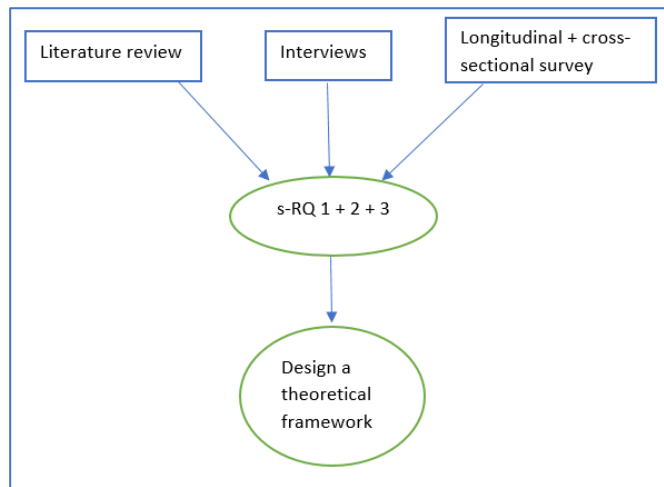 Literature review
Interviews
Longitudinal + cross-
sectional survey
s-RQ 1 + 2 + 3
Design a
theoretical
framework